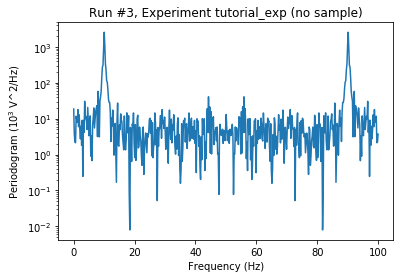 Run #3, Experiment tutorial_exp (no sample)
Periodogram (10³ V^2/Hz)
10³
10²
10¹
10⁰
10⁻¹
10⁻²
0 20 40 60 80 100
Frequency (Hz)